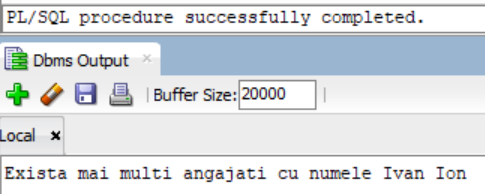 PL/SQL procedure successfully completed.
Dbms Output ×
Buffer Size: 20000
Local ×
Exista mai multi angajati cu numele Ivan Ion